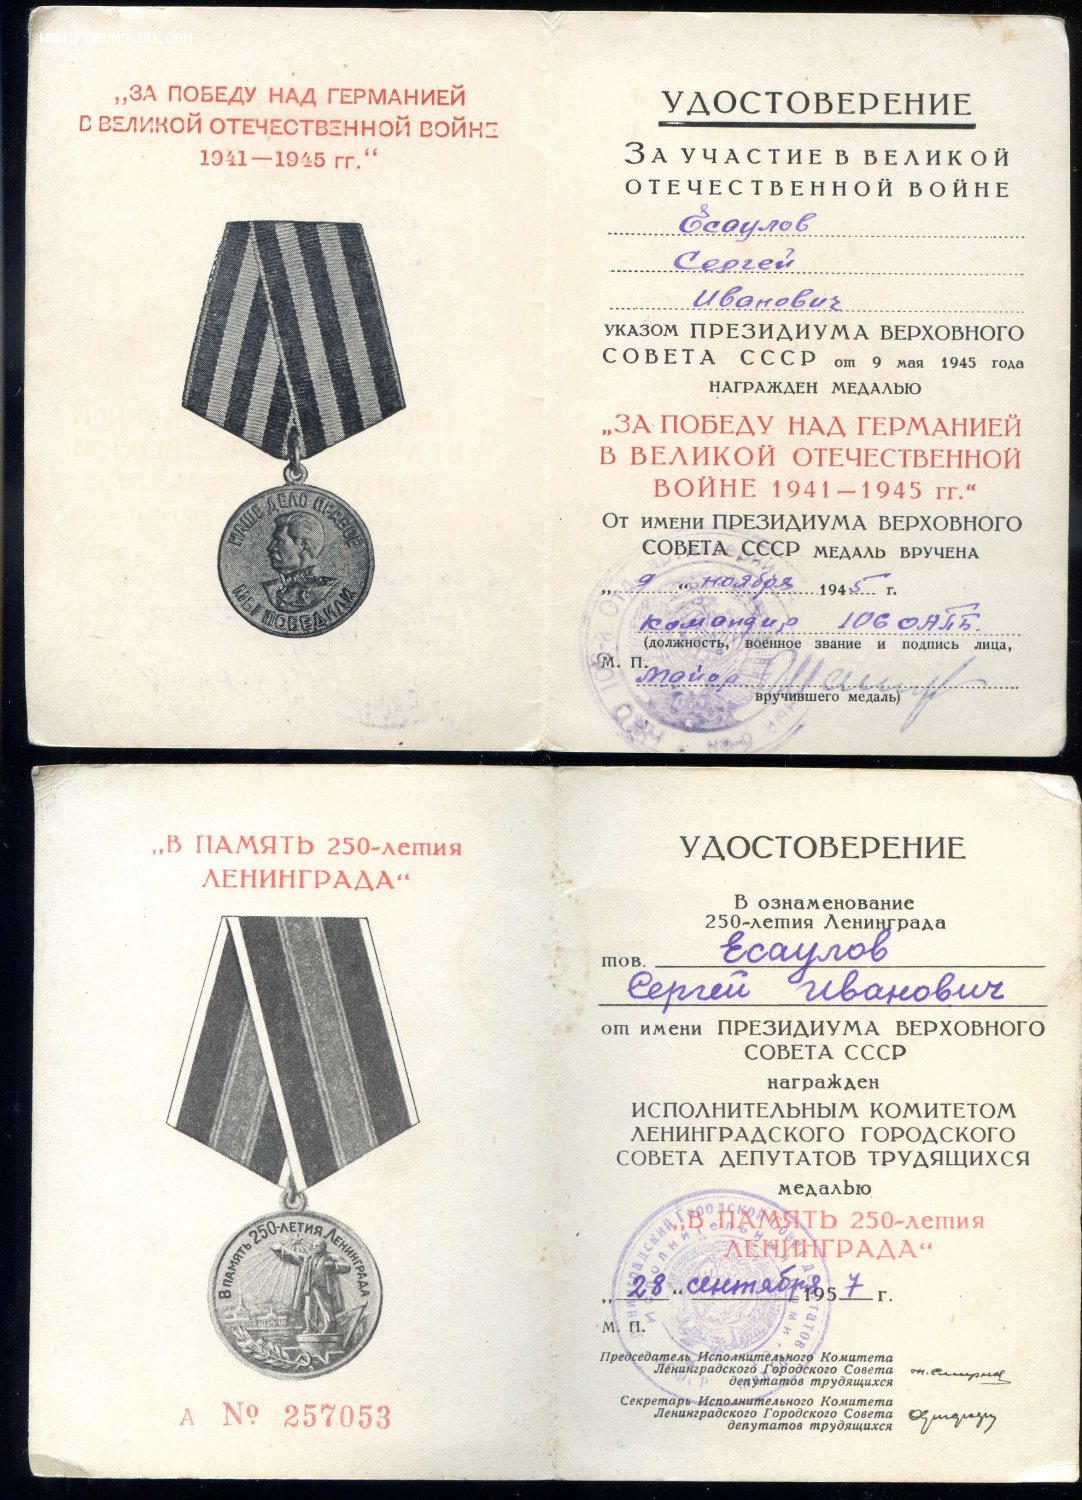 WWW.FORUMS-SU.COM
„ЗА ПОБЕДУ НАД ГЕРМАНИЕЙ
В ВЕЛИКОЙ ОТЕЧЕСТВЕННОЙ ВОЙНЕ
1941—1945 гг.“
НАШЕ ДЕЛО ПРАВОЕ
МЫ ПОБЕДИЛИ
УДОСТОВЕРЕНИЕ
ЗА УЧАСТИЕ В ВЕЛИКОЙ
ОТЕЧЕСТВЕННОЙ ВОЙНЕ
Есаулов
Сергей
Иванович
УКАЗОМ ПРЕЗИДИУМА ВЕРХОВНОГО
СОВЕТА СССР от 9 мая 1945 года
НАГРАЖДЕН МЕДАЛЬЮ
„ЗА ПОБЕДУ НАД ГЕРМАНИЕЙ
В ВЕЛИКОЙ ОТЕЧЕСТВЕННОЙ
ВОЙНЕ 1941—1945 гг.“
ОТ ИМЕНИ ПРЕЗИДИУМА ВЕРХОВНОГО
СОВЕТА СССР МЕДАЛЬ ВРУЧЕНА
„9“ ноября 1945 г.
командир 106 ОАПБ.
(должность, военное звание и подпись лица,
М. П.
Майор
вручившего медаль)
„В ПАМЯТЬ 250-летия
ЛЕНИНГРАДА“
В ПАМЯТЬ 250-ЛЕТИЯ ЛЕНИНГРАДА
А № 257053
УДОСТОВЕРЕНИЕ
В ознаменование
250-летия Ленинграда
тов. Есаулов
Сергей Иванович
от имени ПРЕЗИДИУМА ВЕРХОВНОГО
СОВЕТА СССР
награжден
ИСПОЛНИТЕЛЬНЫМ КОМИТЕТОМ
ЛЕНИНГРАДСКОГО ГОРОДСКОГО
СОВЕТА ДЕПУТАТОВ ТРУДЯЩИХСЯ
медалью
„В ПАМЯТЬ 250-летия
ЛЕНИНГРАДА“
„28“ сентября 1957 г.
М. П.
Председатель Исполнительного Комитета
Ленинградского Городского Совета
депутатов трудящихся
Н. Смирнов
Секретарь Исполнительного Комитета
Ленинградского Городского Совета
депутатов трудящихся